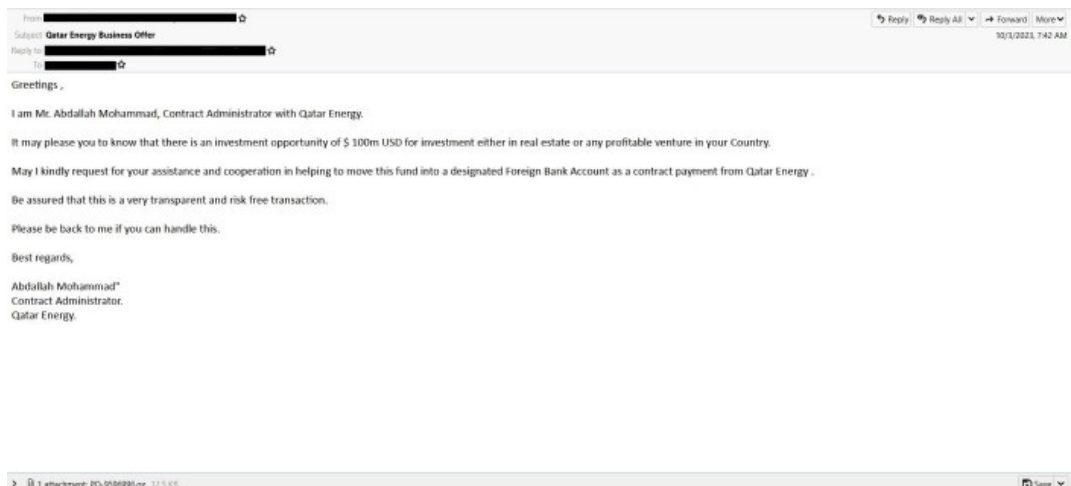 From
Reply Reply All Forward More
Subject Qatar Energy Business Offer
10/3/2023, 7:42 AM
Reply to
To
Greetings ,
I am Mr. Abdallah Mohammad, Contract Administrator with Qatar Energy.
It may please you to know that there is an investment opportunity of $ 100m USD for investment either in real estate or any profitable venture in your Country.
May I kindly request for your assistance and cooperation in helping to move this fund into a designated Foreign Bank Account as a contract payment from Qatar Energy .
Be assured that this is a very transparent and risk free transaction.
Please be back to me if you can handle this.
Best regards,
Abdallah Mohammad"
Contract Administrator.
Qatar Energy.
1 attachment:
Save